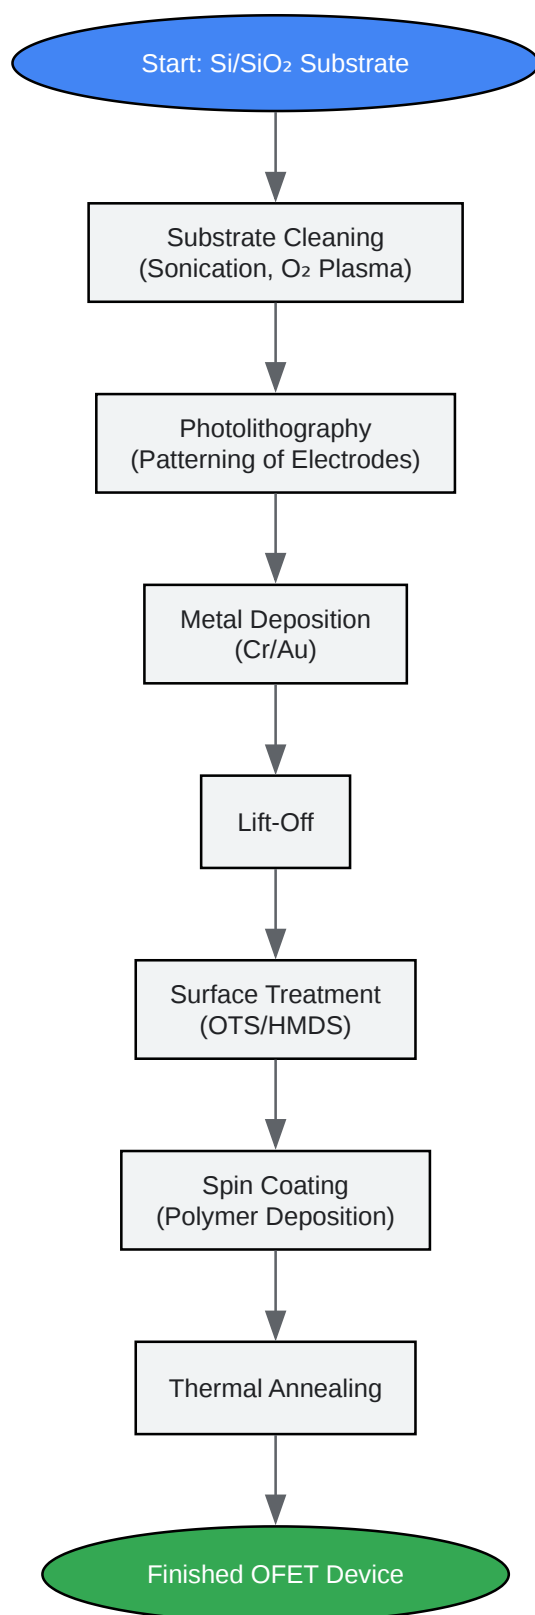 Start: Si/SiO₂ Substrate
Substrate Cleaning
(Sonication, O₂ Plasma)
Photolithography
(Patterning of Electrodes)
Metal Deposition
(Cr/Au)
Lift-Off
Surface Treatment
(OTS/HMDS)
Spin Coating
(Polymer Deposition)
Thermal Annealing
Finished OFET Device